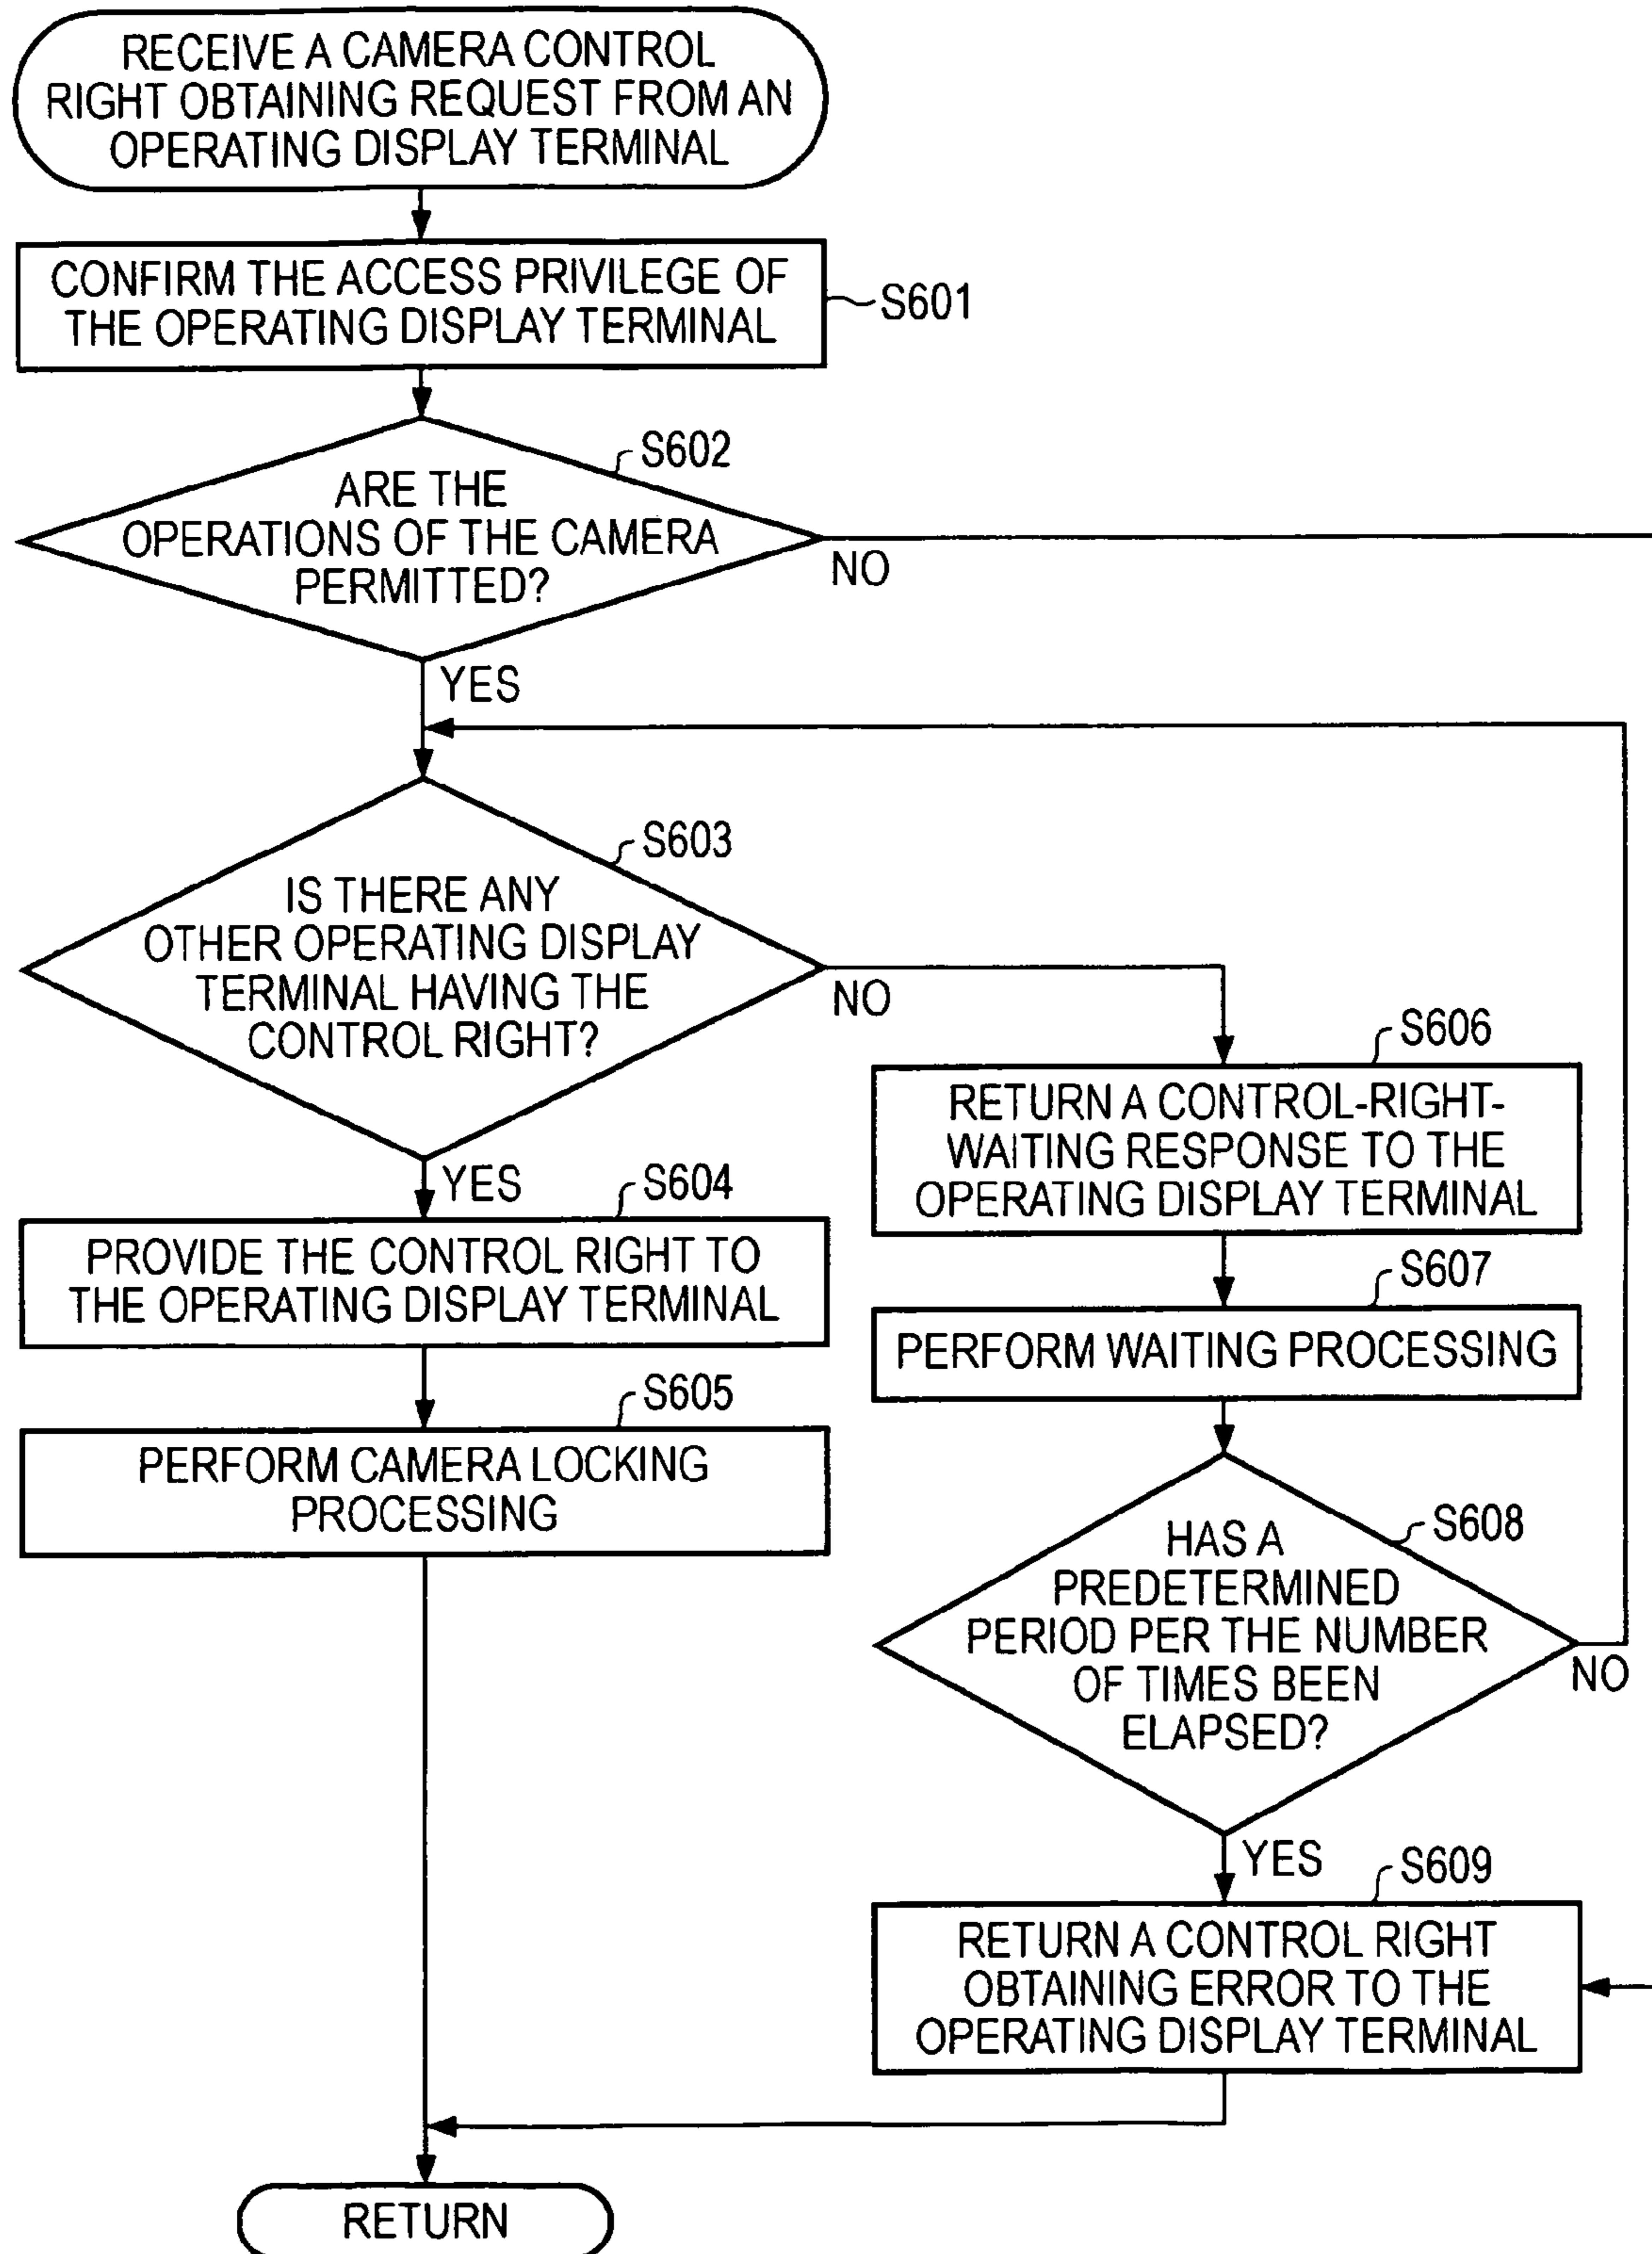 RECEIVE A CAMERA CONTROL
RIGHT OBTAINING REQUEST FROM AN
OPERATING DISPLAY TERMINAL
CONFIRM THE ACCESS PRIVILEGE OF
THE OPERATING DISPLAY TERMINAL
S601
S602
ARE THE
OPERATIONS OF THE CAMERA
PERMITTED?
NO
YES
S603
IS THERE ANY
OTHER OPERATING DISPLAY
TERMINAL HAVING THE
CONTROL RIGHT?
NO
YES
S604
PROVIDE THE CONTROL RIGHT TO
THE OPERATING DISPLAY TERMINAL
S605
PERFORM CAMERA LOCKING
PROCESSING
S606
RETURN A CONTROL-RIGHT-
WAITING RESPONSE TO THE
OPERATING DISPLAY TERMINAL
S607
PERFORM WAITING PROCESSING
S608
HAS A
PREDETERMINED
PERIOD PER THE NUMBER
OF TIMES BEEN
ELAPSED?
NO
YES
S609
RETURN A CONTROL RIGHT
OBTAINING ERROR TO THE
OPERATING DISPLAY TERMINAL
RETURN